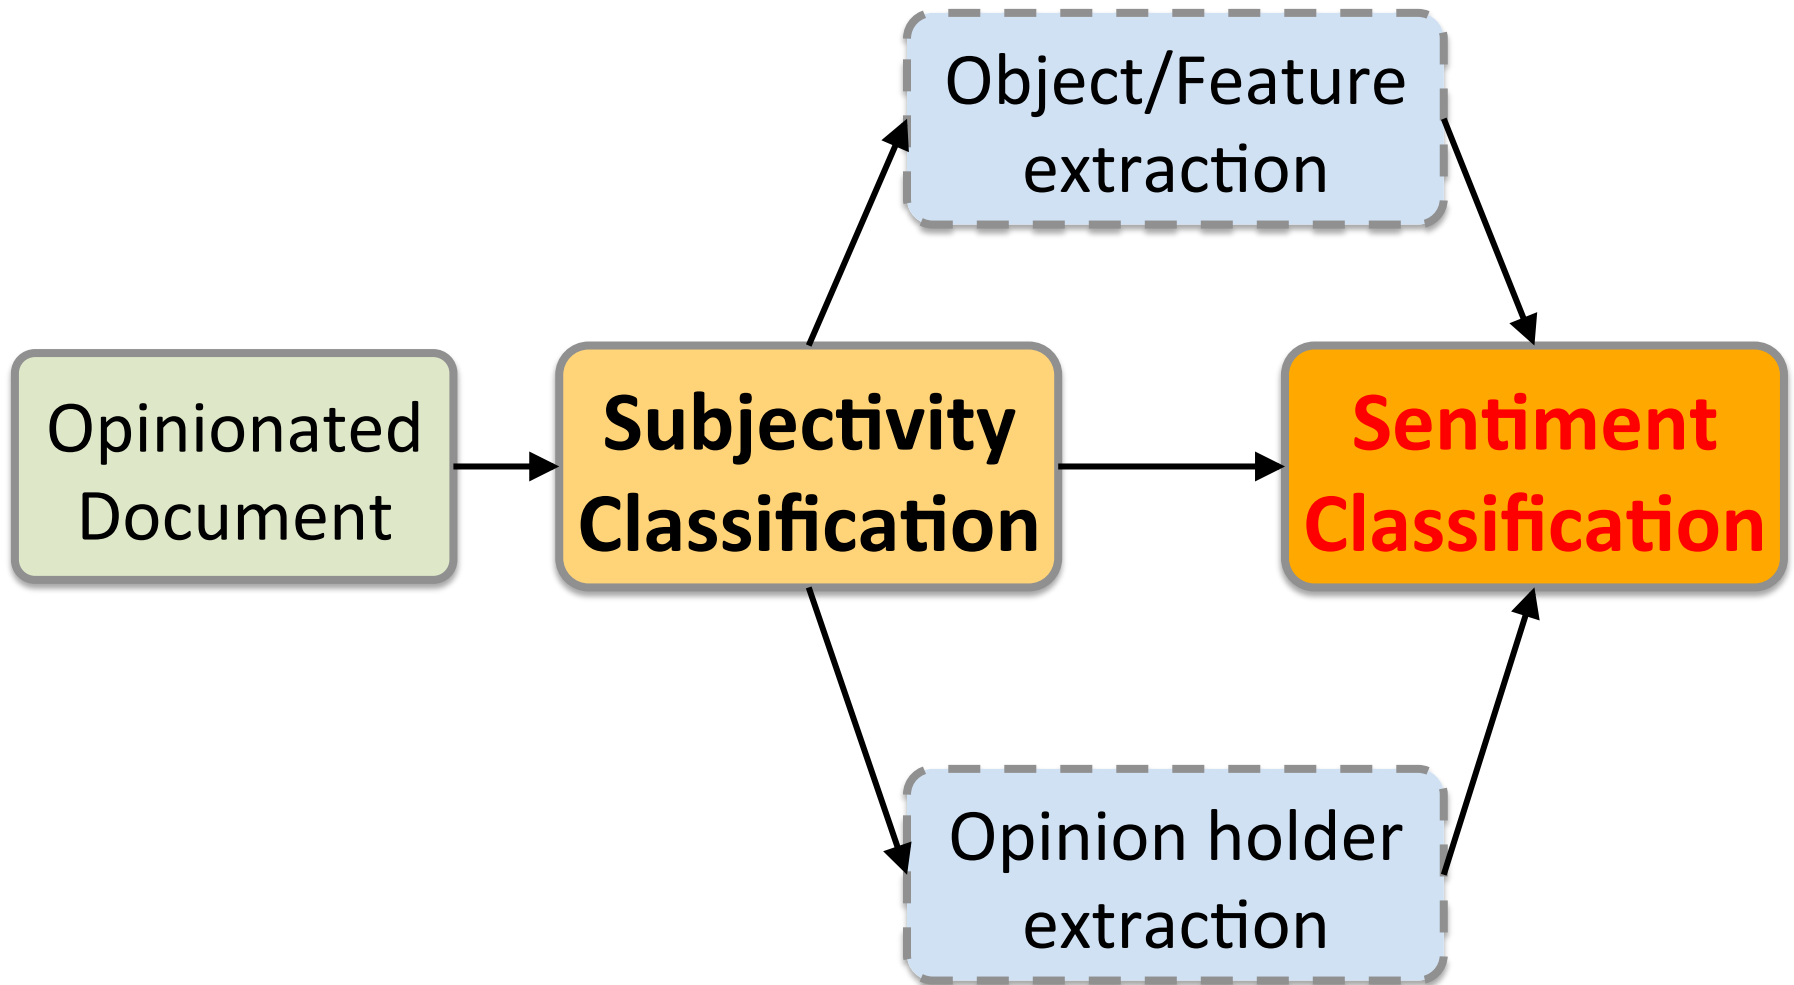 Object/Feature
extraction
Opinionated
Document
Subjectivity
Classification
Sentiment
Classification
Opinion holder
extraction